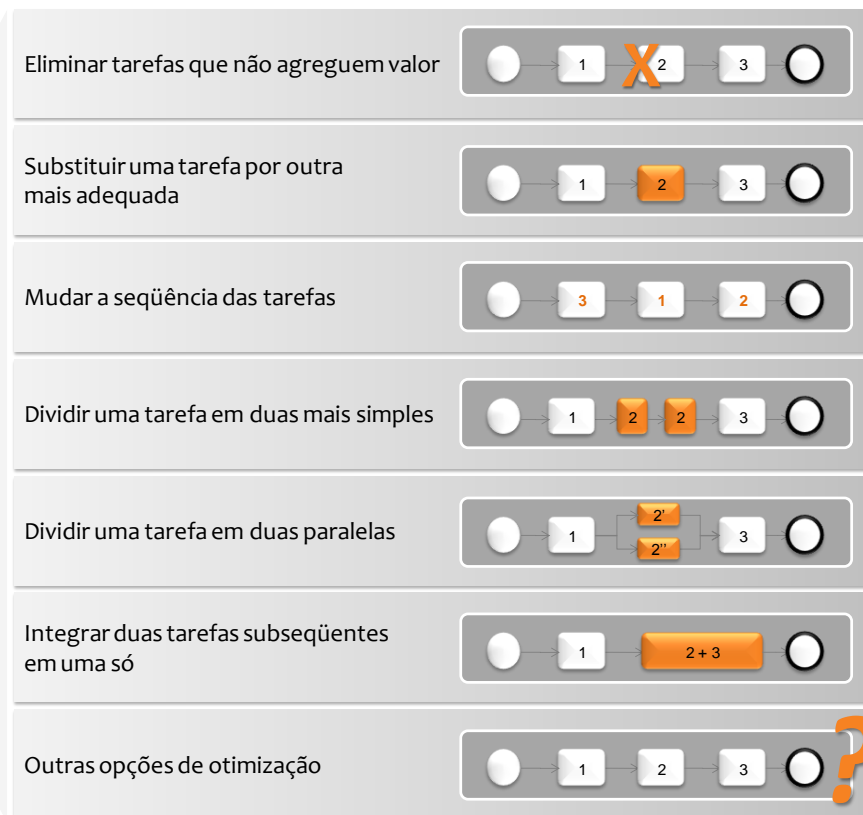 Eliminar tarefas que não agreguem valor
1 X 2 3
Substituir uma tarefa por outra
mais adequada
1 2 3
Mudar a seqüência das tarefas
3 1 2
Dividir uma tarefa em duas mais simples
1 2 2 3
Dividir uma tarefa em duas paralelas
2'
1 3
2''
Integrar duas tarefas subseqüentes
em uma só
1 2 + 3
Outras opções de otimização
1 2 3 ?